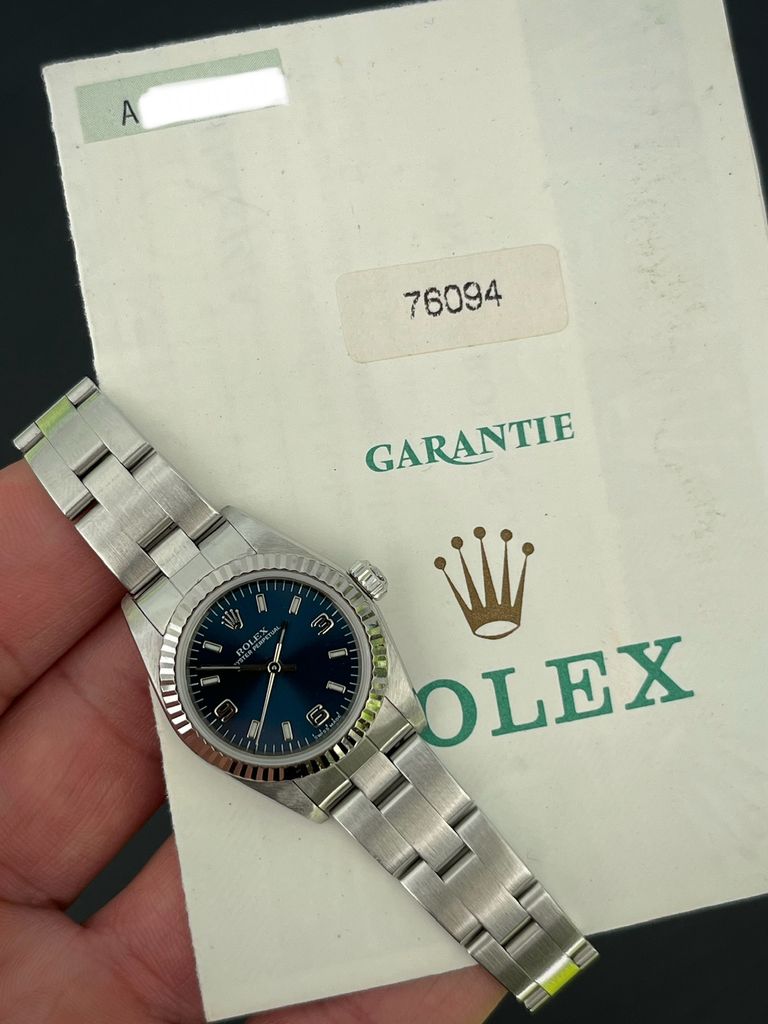 A
76094
GARANTIE
OLEX
3
ROLEX
OYSTER PERPETUAL
9
6